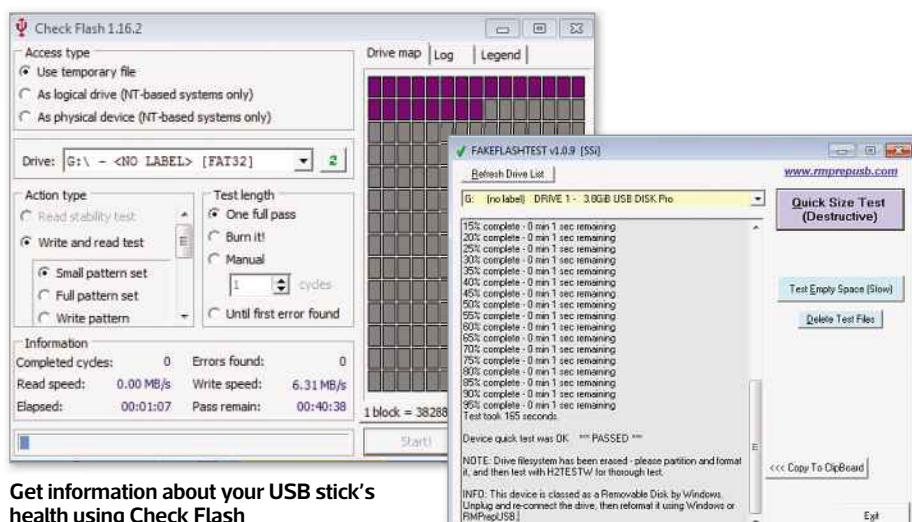 Check Flash 1.16.2
Access type
Use temporary file
As logical drive (NT-based systems only)
As physical device (NT-based systems only)
Drive: G:\ - <NO LABEL> [FAT32]
Action type
Read stability test
Write and read test
Small pattern set
Full pattern set
Write pattern
Test length
One full pass
Burn it!
Manual
1 cycles
Until first error found
Information
Completed cycles: 0 Errors found: 0
Read speed: 0.00 MB/s Write speed: 6.31 MB/s
Elapsed: 00:01:07 Pass remain: 00:40:38
Drive map Log Legend
1 block = 38288
Start!
FAKEFLASHTEST v1.0.9 [SSi]
Refresh Drive List
www.rmprepusb.com
G: (no label) DRIVE 1 - 3.8GiB USB DISK Pro
Quick Size Test
(Destructive)
15% complete - 0 min 1 sec remaining
20% complete - 0 min 1 sec remaining
25% complete - 0 min 1 sec remaining
30% complete - 0 min 1 sec remaining
35% complete - 0 min 1 sec remaining
40% complete - 0 min 1 sec remaining
45% complete - 0 min 1 sec remaining
50% complete - 0 min 1 sec remaining
55% complete - 0 min 1 sec remaining
60% complete - 0 min 1 sec remaining
65% complete - 0 min 1 sec remaining
70% complete - 0 min 1 sec remaining
75% complete - 0 min 1 sec remaining
80% complete - 0 min 1 sec remaining
85% complete - 0 min 1 sec remaining
90% complete - 0 min 1 sec remaining
95% complete - 0 min 1 sec remaining
Test took 165 seconds.
Device quick test was OK *** PASSED ***
NOTE: Drive filesystem has been erased - please partition and format
it, and then test with H2TESTW for thorough test.
INFO: This device is classed as a Removable Disk by Windows.
Unplug and re-connect the drive, then reformat it using Windows or
RMPrepUSB.
Test Empty Space (Slow)
Delete Test Files
<<< Copy To ClipBoard
Exit
Get information about your USB stick's
health using Check Flash